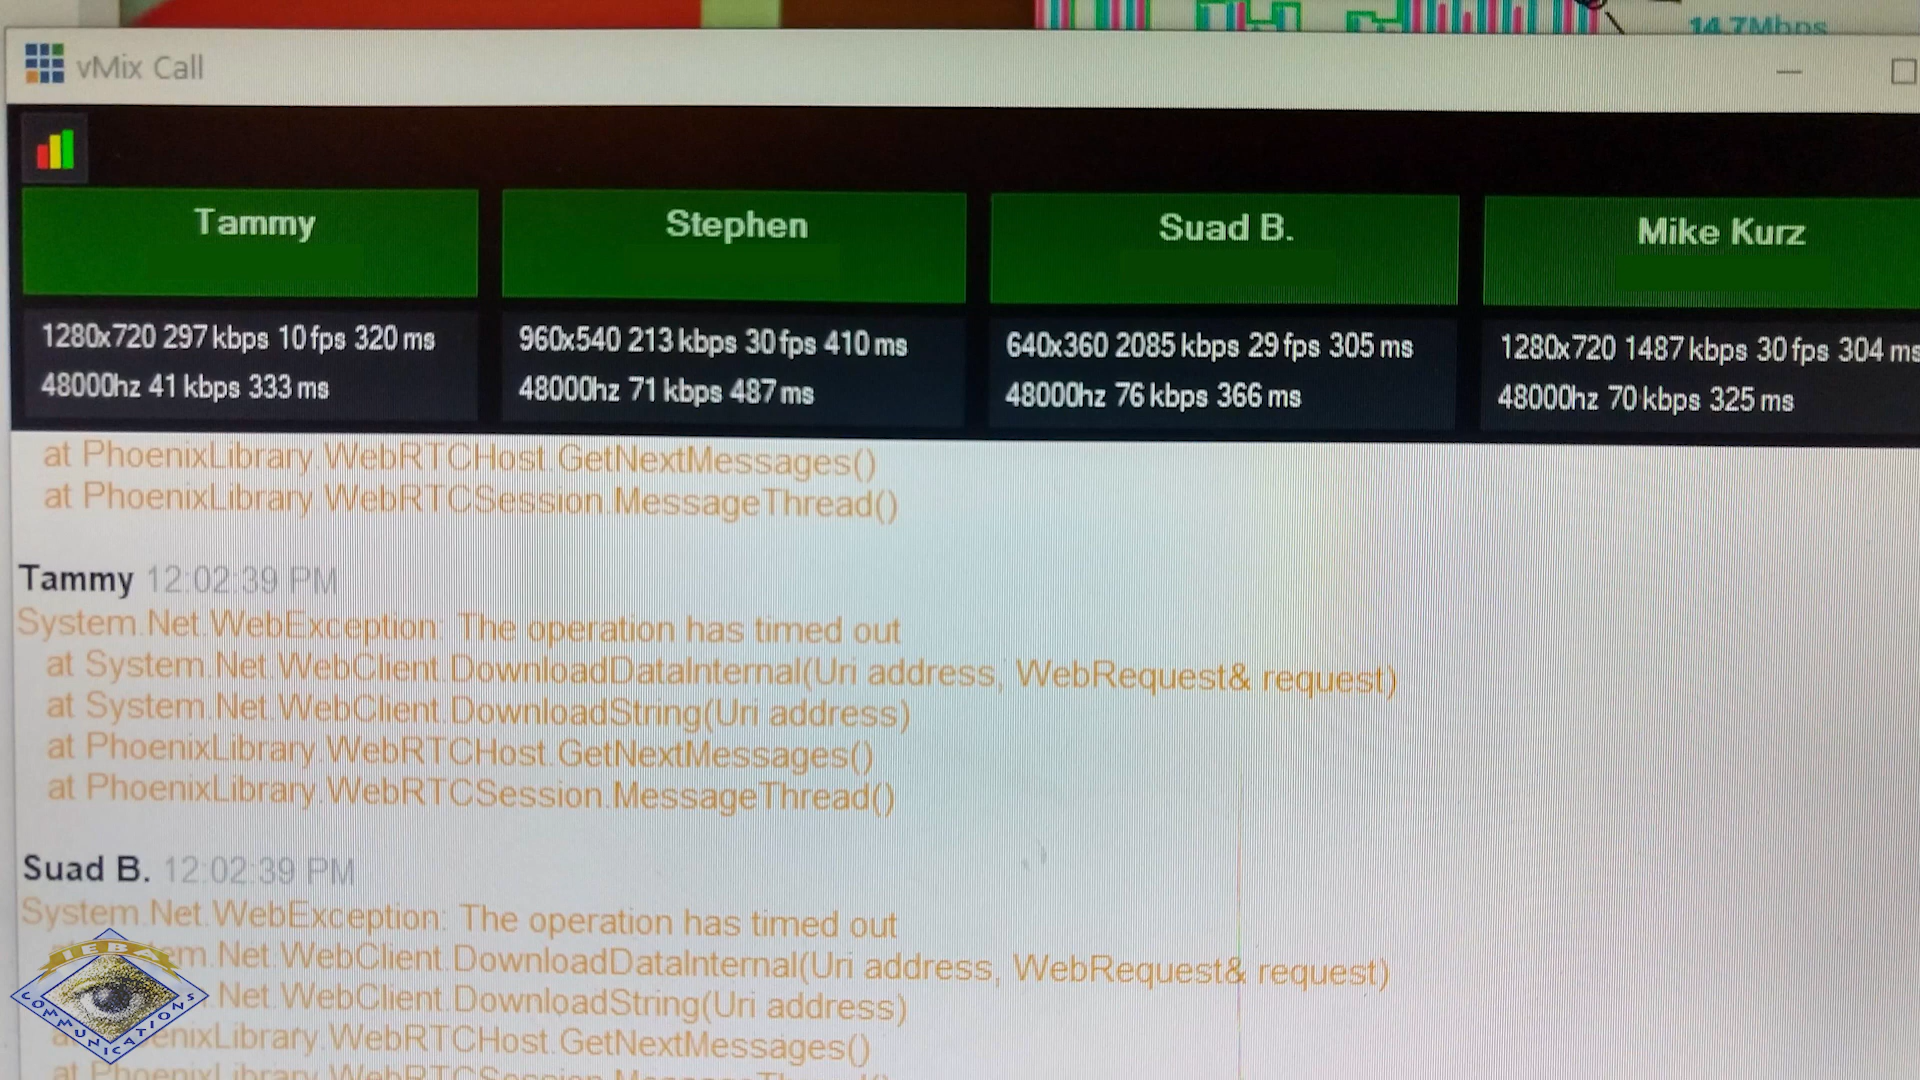 14.7Mbps
vMix Call
Tammy
Stephen
Suad B.
Mike Kurz
1280x720 297 kbps 10 fps 320 ms
48000hz 41 kbps 333 ms
960x540 213 kbps 30 fps 410 ms
48000hz 71 kbps 487 ms
640x360 2085 kbps 29 fps 305 ms
48000hz 76 kbps 366 ms
1280x720 1487 kbps 30 fps 304 ms
48000hz 70 kbps 325 ms
at PhoenixLibrary.WebRTCHost.GetNextMessages()
at PhoenixLibrary.WebRTCSession.MessageThread()
Tammy 12:02:39 PM
System.Net.WebException: The operation has timed out
at System.Net.WebClient.DownloadDataInternal(Uri address, WebRequest& request)
at System.Net.WebClient.DownloadString(Uri address)
at PhoenixLibrary.WebRTCHost.GetNextMessages()
at PhoenixLibrary.WebRTCSession.MessageThread()
Suad B. 12:02:39 PM
System.Net.WebException: The operation has timed out
em.Net.WebClient.DownloadDataInternal(Uri address, WebRequest& request)
.Net.WebClient.DownloadString(Uri address)
enixLibrary.WebRTCHost.GetNextMessages()
at PhoenixLibrary.WebRTCSession.MessageThread()
IEBA
COMMUNICATIONS